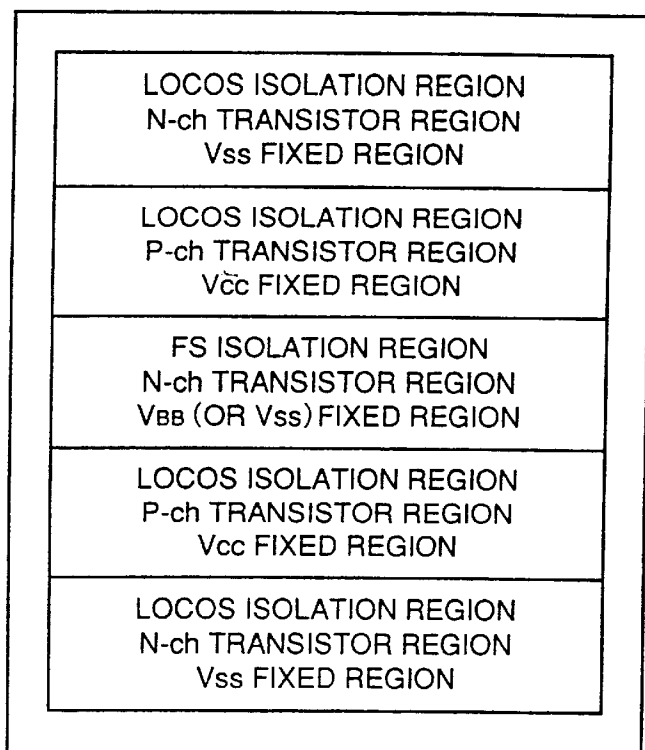 LOCOS ISOLATION REGION
N-ch TRANSISTOR REGION
Vss FIXED REGION
LOCOS ISOLATION REGION
P-ch TRANSISTOR REGION
Vcc FIXED REGION
FS ISOLATION REGION
N-ch TRANSISTOR REGION
VBB (OR Vss) FIXED REGION
LOCOS ISOLATION REGION
P-ch TRANSISTOR REGION
Vcc FIXED REGION
LOCOS ISOLATION REGION
N-ch TRANSISTOR REGION
Vss FIXED REGION